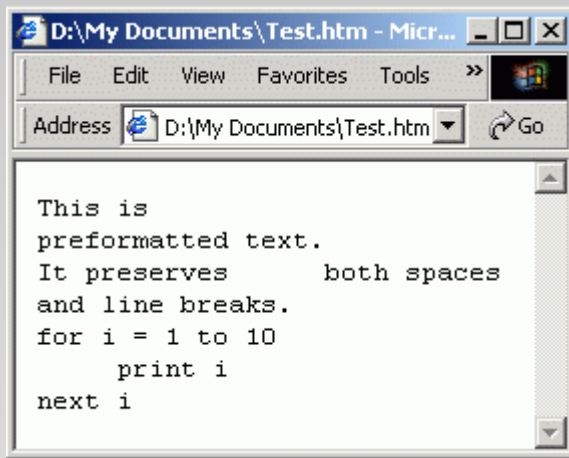 D:\My Documents\Test.htm - Micr...
File Edit View Favorites Tools »
Address D:\My Documents\Test.htm Go
This is
preformatted text.
It preserves      both spaces
and line breaks.
for i = 1 to 10
     print i
next i